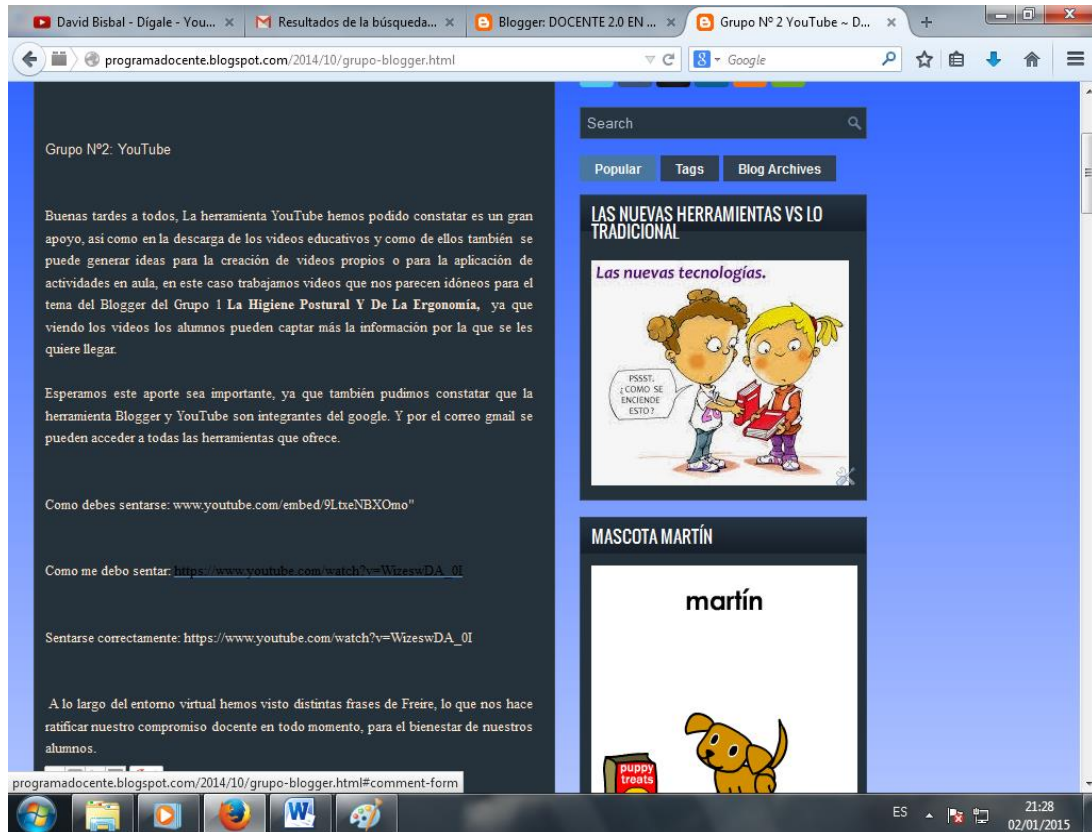 David Bisbal - Dígale - You...
Resultados de la búsqueda...
Blogger: DOCENTE 2.0 EN ...
Grupo Nº 2 YouTube ~ D...
programadocente.blogspot.com/2014/10/grupo-blogger.html
Google
Grupo Nº2: YouTube
Buenas tardes a todos, La herramienta YouTube hemos podido constatar es un gran
apoyo, asi como en la descarga de los videos educativos y como de ellos también se
puede generar ideas para la creación de videos propios o para la aplicación de
actividades en aula, en este caso trabajamos videos que nos parecen idóneos para el
tema del Blogger del Grupo 1 La Higiene Postural Y De La Ergonomía, ya que
viendo los videos los alumnos pueden captar más la información por la que se les
quiere llegar.
Esperamos este aporte sea importante, ya que también pudimos constatar que la
herramienta Blogger y YouTube son integrantes del google. Y por el correo gmail se
pueden acceder a todas las herramientas que ofrece.
Como debes sentarse: www.youtube.com/embed/9LtxeNBXOmo"
Como me debo sentar: https://www.youtube.com/watch?v=WizeswDA_0I
Sentarse correctamente: https://www.youtube.com/watch?v=WizeswDA_0I
A lo largo del entorno virtual hemos visto distintas frases de Freire, lo que nos hace
ratificar nuestro compromiso docente en todo momento, para el bienestar de nuestros
alumnos.
programadocente.blogspot.com/2014/10/grupo-blogger.html#comment-form
Search
Popular
Tags
Blog Archives
LAS NUEVAS HERRAMIENTAS VS LO
TRADICIONAL
Las nuevas tecnologías.
PSSST.
¿COMO SE
ENCIENDE
ESTO?
MASCOTA MARTÍN
martín
puppy
treats
ES
21:28
02/01/2015